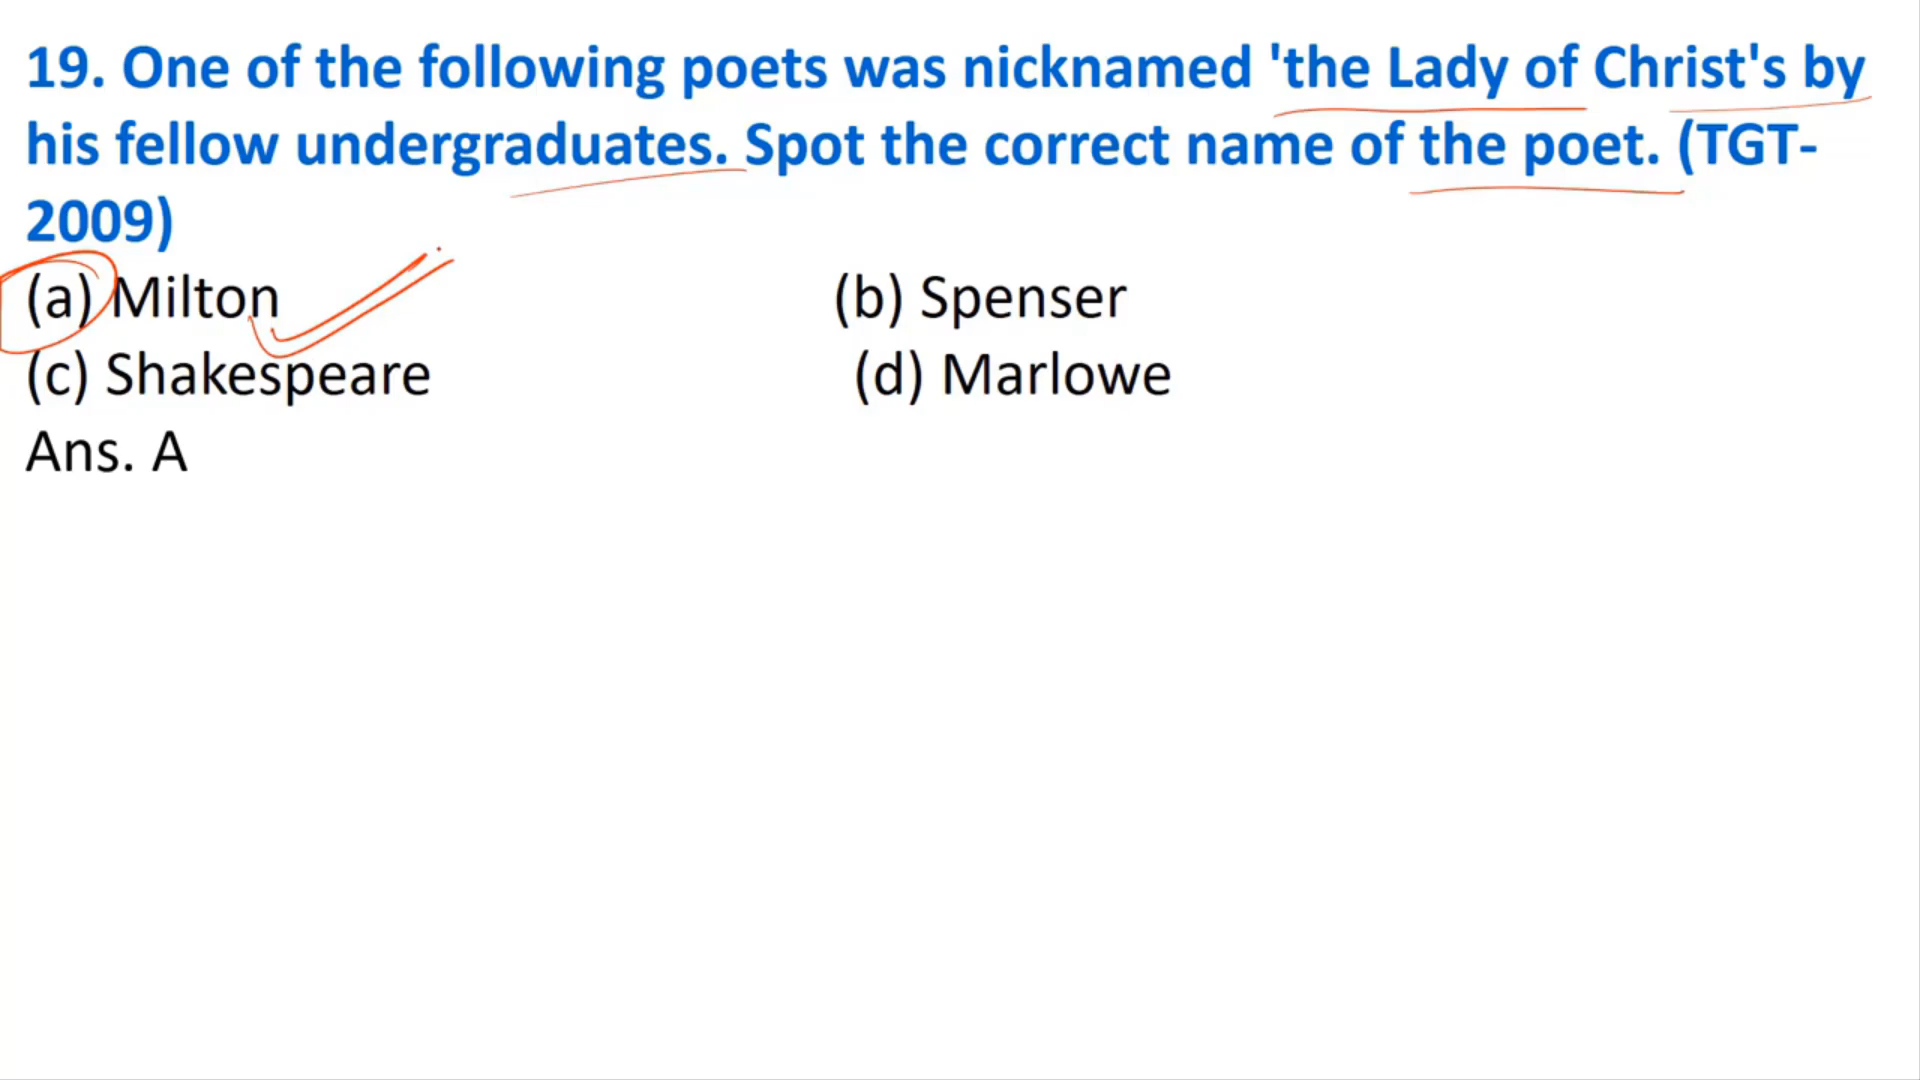 19. One of the following poets was nicknamed 'the Lady of Christ's by
his fellow undergraduates. Spot the correct name of the poet. (TGT-
2009)
(a) Milton (b) Spenser
(c) Shakespeare (d) Marlowe
Ans. A